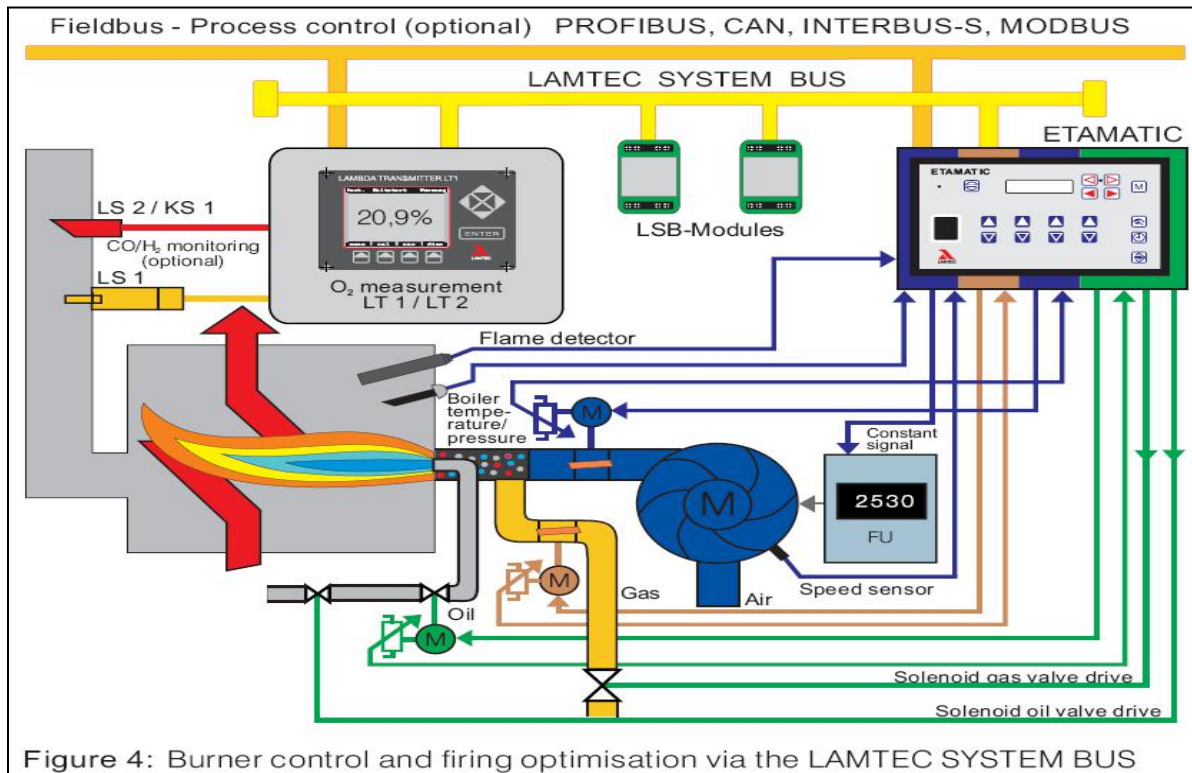 Fieldbus - Process control (optional) PROFIBUS, CAN, INTERBUS-S, MODBUS
LAMTEC SYSTEM BUS
ETAMATIC
LAMBDA TRANSMITTER LT1
20,9%
ENTER
LAMTEC
O₂ measurement
LT 1 / LT 2
LSB-Modules
ETAMATIC
M
LAMTEC
LS 2 / KS 1
CO/H₂ monitoring
(optional)
LS 1
Flame detector
Boiler
tempe-
rature/
pressure
M
M
Constant
signal
2530
FU
Speed sensor
Air
Gas
M
Oil
M
Solenoid gas valve drive
Solenoid oil valve drive
Figure 4: Burner control and firing optimisation via the LAMTEC SYSTEM BUS